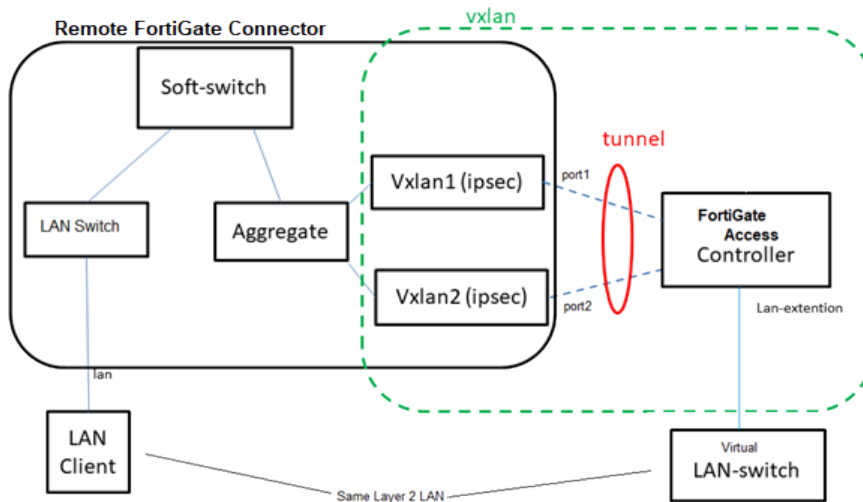 vxlan
Remote FortiGate Connector
Soft-switch
tunnel
Vxlan1 (ipsec)
port1
LAN Switch
Aggregate
FortiGate
Access
Controller
Vxlan2 (ipsec)
port2
Lan-extention
lan
LAN
Client
Virtual
LAN-switch
Same Layer 2 LAN